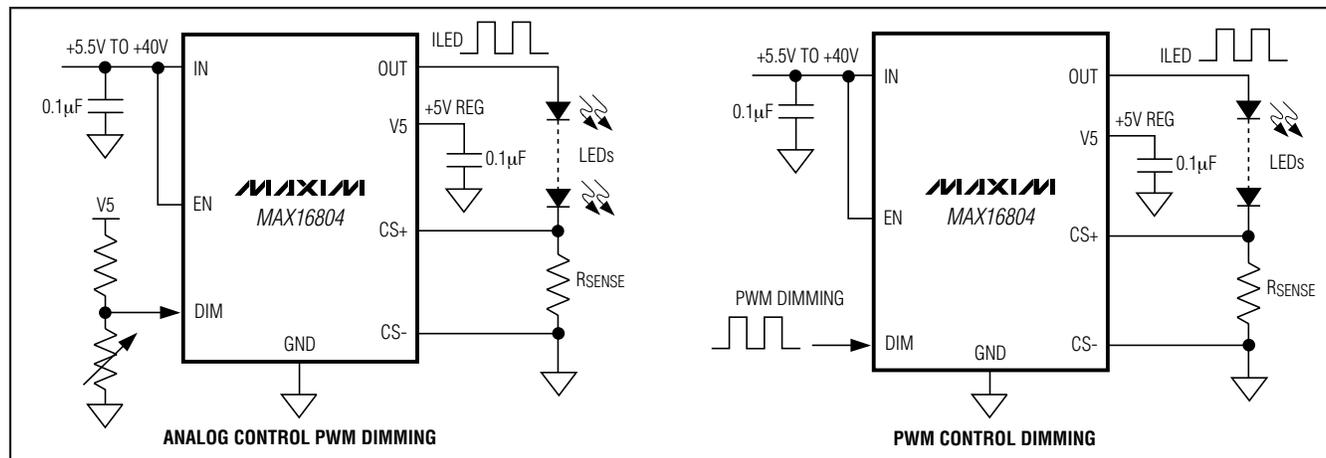 +5.5V TO +40V
IN
0.1µF
EN
V5
DIM
GND
MAXIM
MAX16804
ILED
OUT
+5V REG
V5
0.1µF
LEDs
CS+
RSENSE
CS-
ANALOG CONTROL PWM DIMMING
+5.5V TO +40V
IN
0.1µF
EN
PWM DIMMING
DIM
GND
MAXIM
MAX16804
ILED
OUT
+5V REG
V5
0.1µF
LEDs
CS+
RSENSE
CS-
PWM CONTROL DIMMING